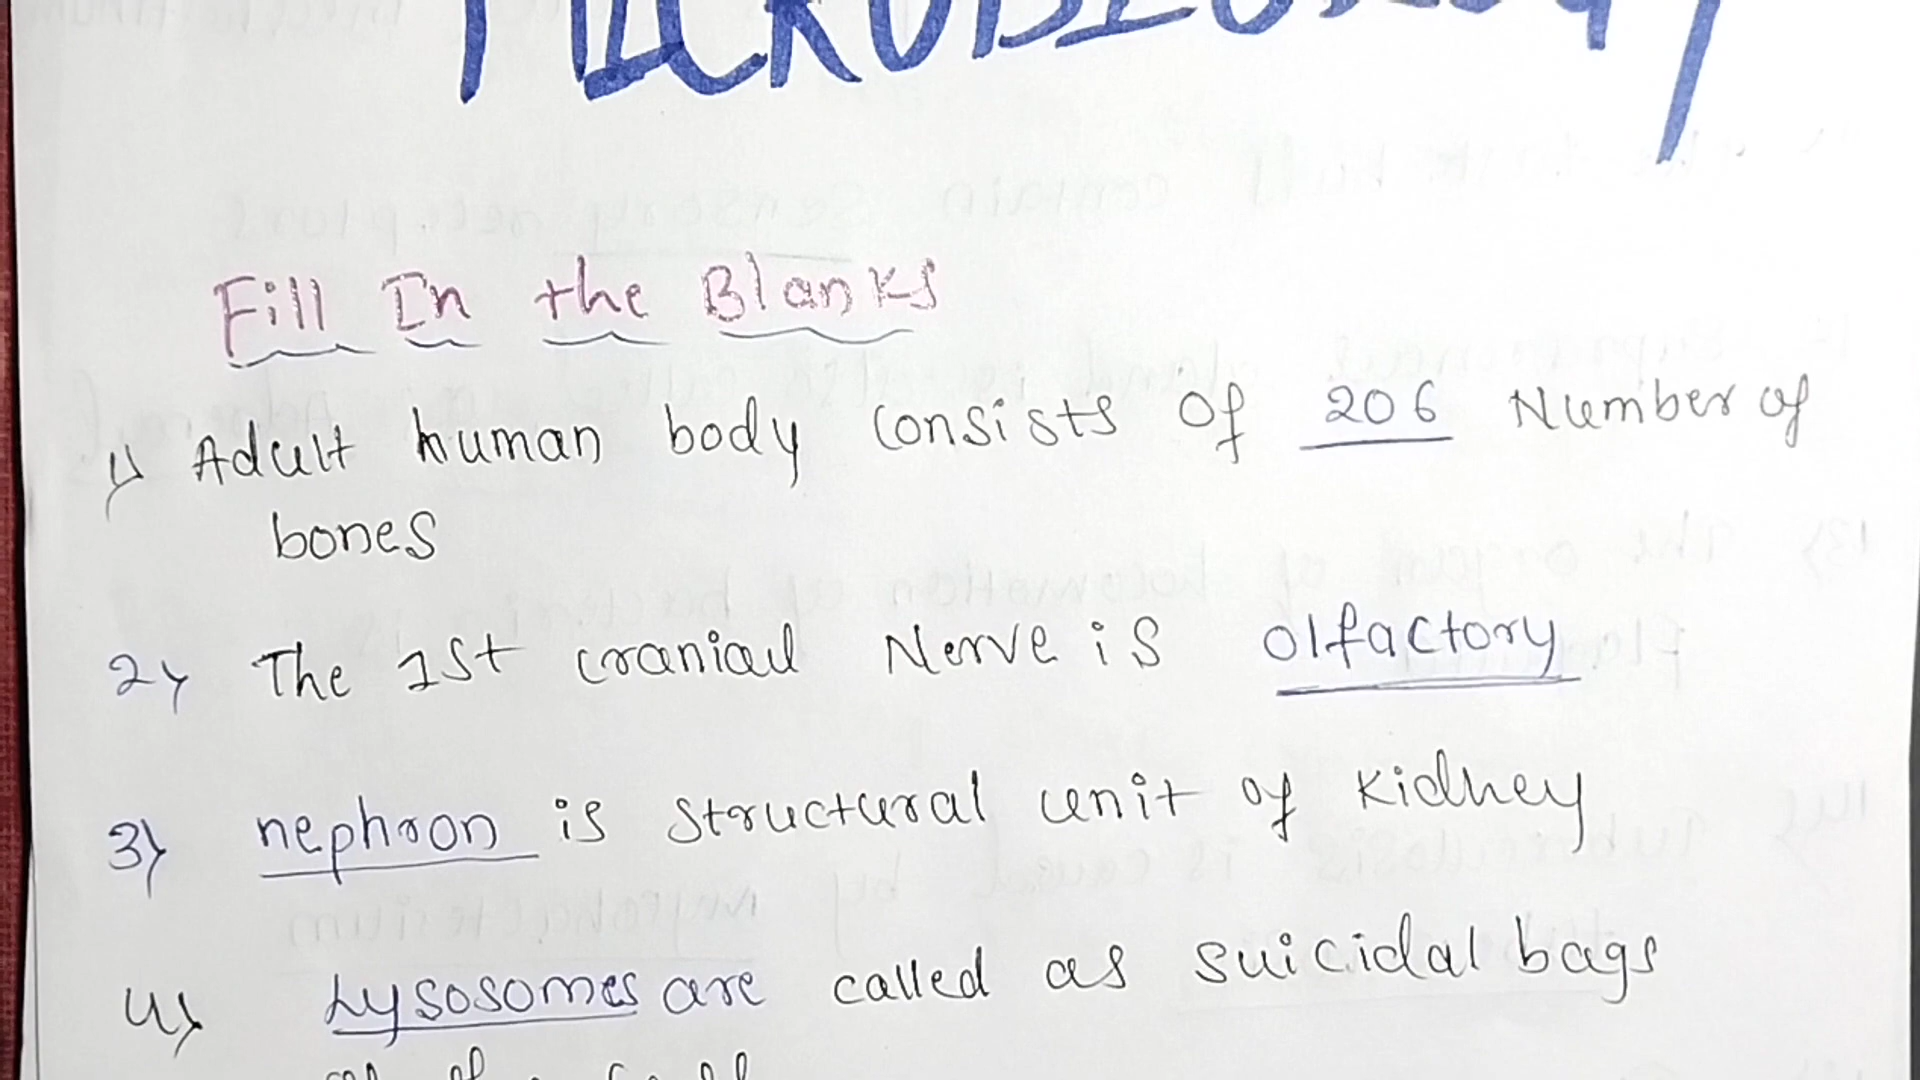 MICROBIOLOGY
Fill In the Blanks
1) Adult human body consists of 206 Number of
bones
2) The 1st cranial Nerve is olfactory
3) nephron is structural unit of kidney
4) Lysosomes are called as suicidal bags